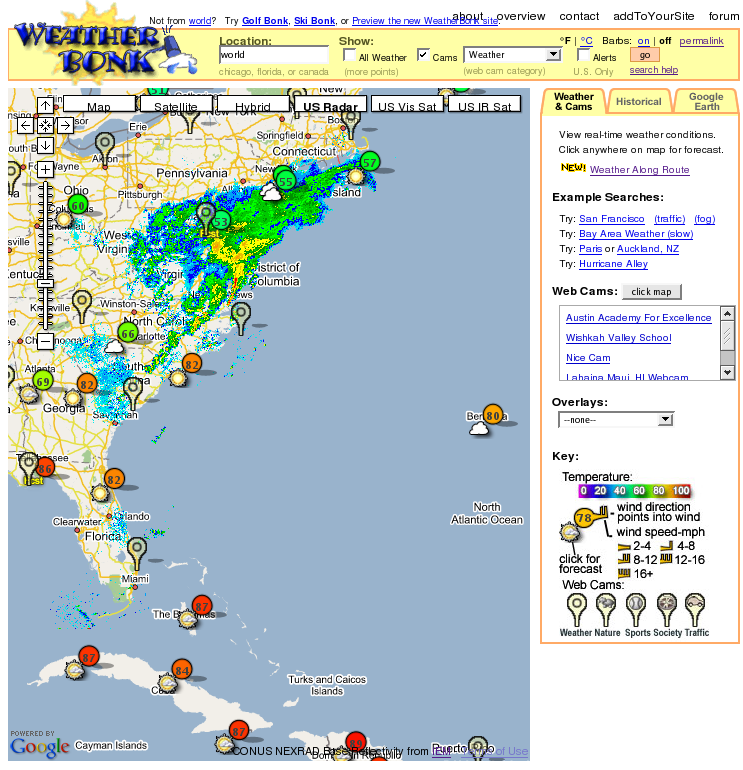 Not from world? Try Golf Bonk, Ski Bonk, or Preview the new WeatherBonk site.
about overview contact addToYourSite forum
WEATHER BONK
Location: Show: °F | °C Barbs: on | off permalink
world All Weather Cams Weather Alerts go
chicago, florida, or canada (more points) (web cam category) U.S. Only search help
Map Satellite Hybrid US Radar US Vis Sat US IR Sat
Weather & Cams
Historical
Google Earth
View real-time weather conditions.
Click anywhere on map for forecast.
NEW! Weather Along Route
Example Searches:
Try: San Francisco (traffic) (fog)
Try: Bay Area Weather (slow)
Try: Paris or Auckland, NZ
Try: Hurricane Alley
Web Cams: click map
Austin Academy For Excellence
Wishkah Valley School
Nice Cam
Lahaina Maui, HI Webcam
Overlays:
--none--
Key:
Temperature:
0 20 40 60 80 100
78
wind direction
points into wind
wind speed-mph
2-4 4-8
8-12 12-16
16+
click for
forecast
Web Cams:
Weather Nature Sports Society Traffic
Erie
Springfield
Connecticut
Akron
Pennsylvania
Pittsburgh
Ohio
57
55
60
53
Island
West
Virginia
District of
Columbia
Winston-Salem
Knoxville
North Carolina
66
Charlotte
Atlanta
69
82
82
Georgia
Savannah
80
86
82
Orlando
Clearwater
Florida
Miami
North
Atlantic Ocean
87
The Bahamas
87
84
Cuba
Turks and Caicos
Islands
87
89
Cayman Islands
Puerto Rico
POWERED BY
Google
CONUS NEXRAD Base Reflectivity from IEM - Terms of Use